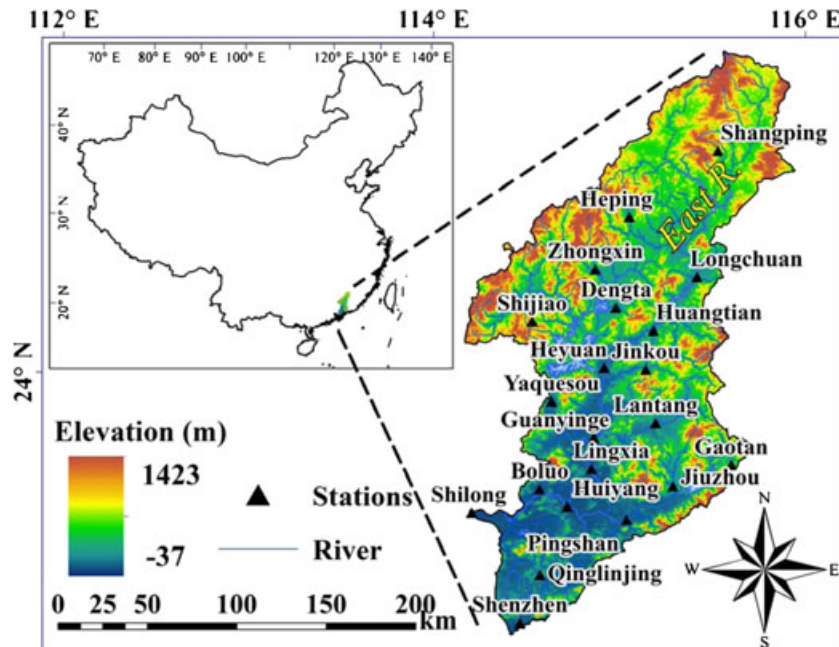 112° E
114° E
116° E
70° E
80° E
90° E
100° E
120° E
130° E
140° E
40° N
30° N
20° N
24° N
Shangping
East R.
Heping
Zhongxin
Longchuan
Dengta
Shijiao
Huangtian
Heyuan
Jinkou
Yaquesou
Lantang
Guanyinge
Gaotan
Lingxia
Jiuzhou
Boluo
Huiyang
Shilong
Pingshan
Qinglinjing
Shenzhen
Elevation (m)
1423
-37
Stations
River
0 25 50 100 150 200
km
N
W
E
S